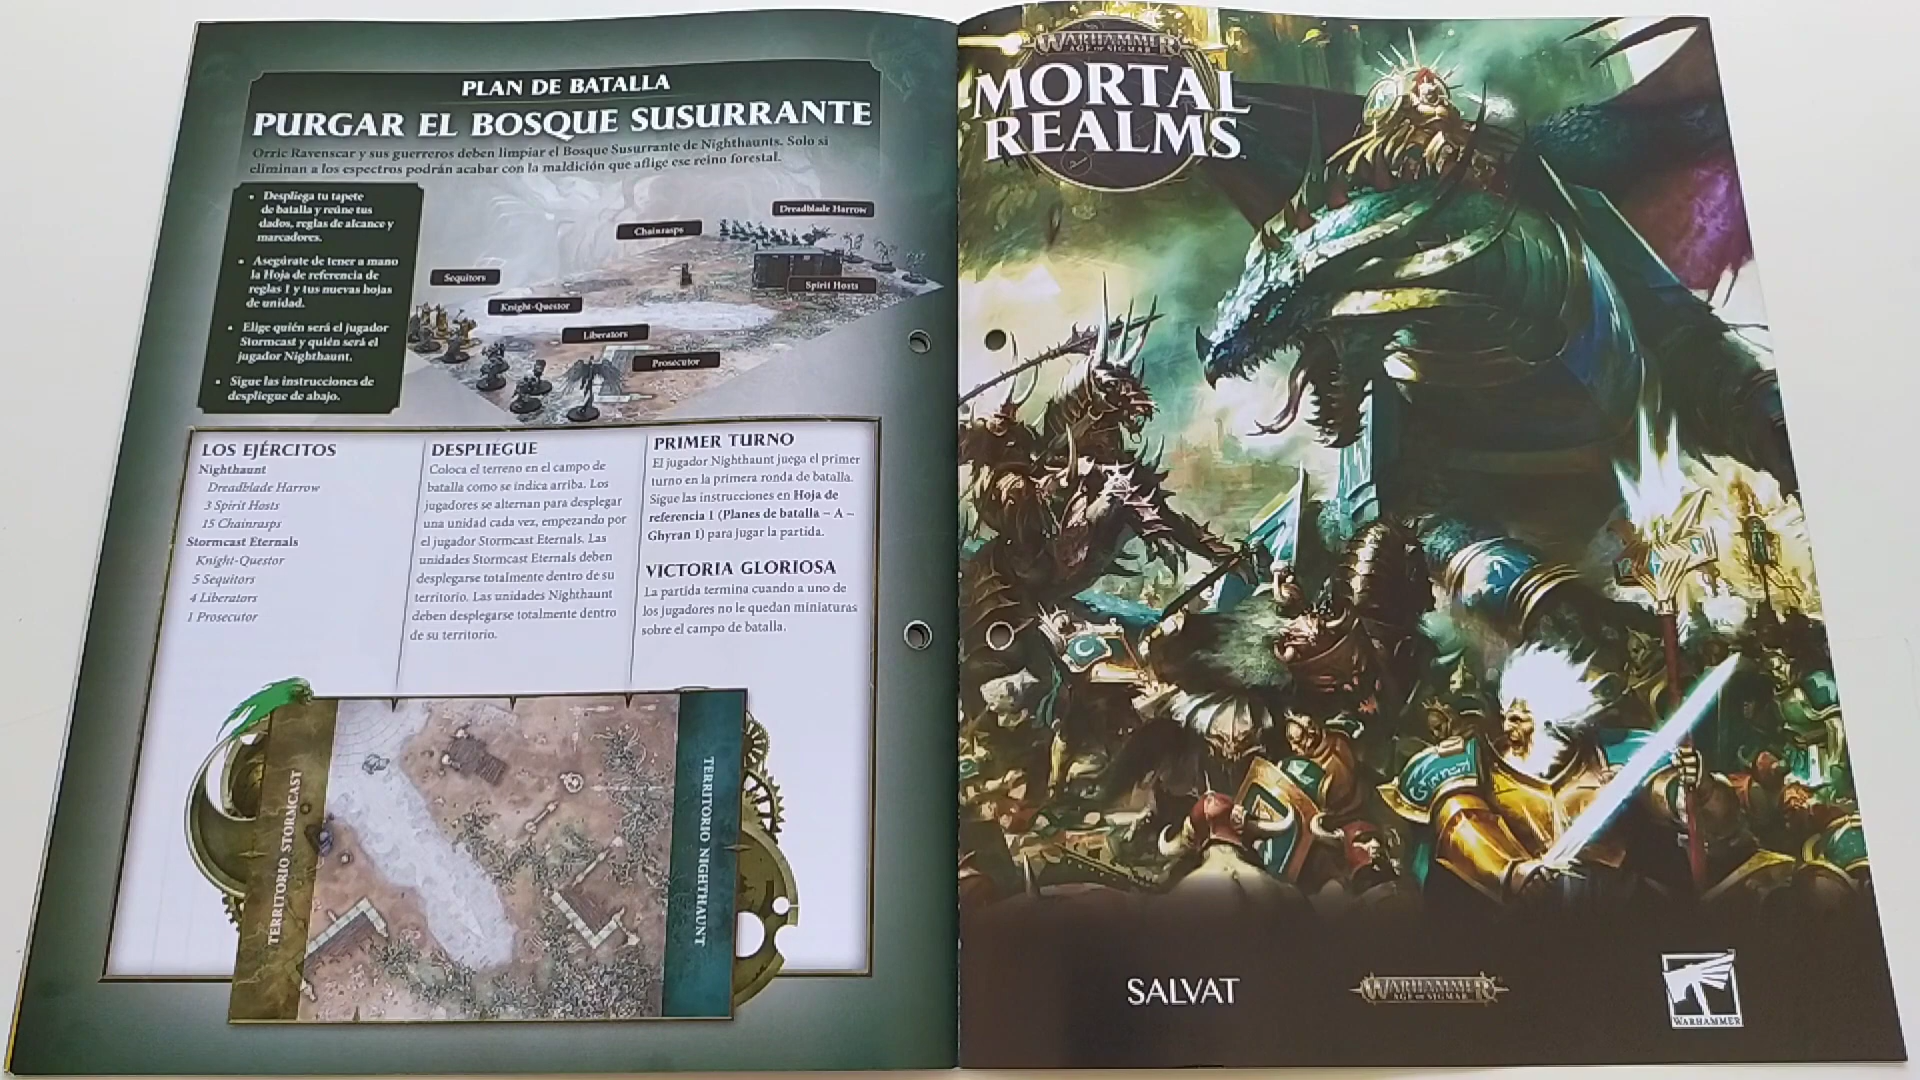 PLAN DE BATALLA
PURGAR EL BOSQUE SUSURRANTE
Orric Ravenscar y sus guerreros deben limpiar el Bosque Susurrante de Nighthaunts. Solo si
eliminan a los espectros podrán acabar con la maldición que aflige ese reino forestal.
• Despliega tu tapete
de batalla y reúne tus
dados, reglas de alcance y
marcadores.
• Asegúrate de tener a mano
la Hoja de referencia de
reglas 1 y tus nuevas hojas
de unidad.
• Elige quién será el jugador
Stormcast y quién será el
jugador Nighthaunt.
• Sigue las instrucciones de
despliegue de abajo.
Dreadblade Harrow
Chainrasps
Sequitors
Spirit Hosts
Knight-Questor
Liberators
Prosecutor
LOS EJÉRCITOS
Nighthaunt
Dreadblade Harrow
3 Spirit Hosts
15 Chainrasps
Stormcast Eternals
Knight-Questor
5 Sequitors
4 Liberators
1 Prosecutor
DESPLIEGUE
Coloca el terreno en el campo de
batalla como se indica arriba. Los
jugadores se alternan para desplegar
una unidad cada vez, empezando por
el jugador Stormcast Eternals. Las
unidades Stormcast Eternals deben
desplegarse totalmente dentro de su
territorio. Las unidades Nighthaunt
deben desplegarse totalmente dentro
de su territorio.
PRIMER TURNO
El jugador Nighthaunt juega el primer
turno en la primera ronda de batalla.
Sigue las instrucciones en Hoja de
referencia 1 (Planes de batalla – A –
Ghyran 1) para jugar la partida.
VICTORIA GLORIOSA
La partida termina cuando a uno de
los jugadores no le quedan miniaturas
sobre el campo de batalla.
TERRITORIO STORMCAST
TERRITORIO NIGHTHAUNT
WARHAMMER
AGE OF SIGMAR
MORTAL
REALMS
SALVAT
WARHAMMER
AGE OF SIGMAR
WARHAMMER